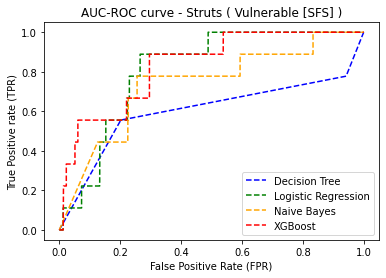 AUC-ROC curve - Struts ( Vulnerable [SFS] )
True Positive rate (TPR)
1.0
0.8
0.6
0.4
0.2
0.0
Decision Tree
Logistic Regression
Naive Bayes
XGBoost
0.0 0.2 0.4 0.6 0.8 1.0
False Positive Rate (FPR)